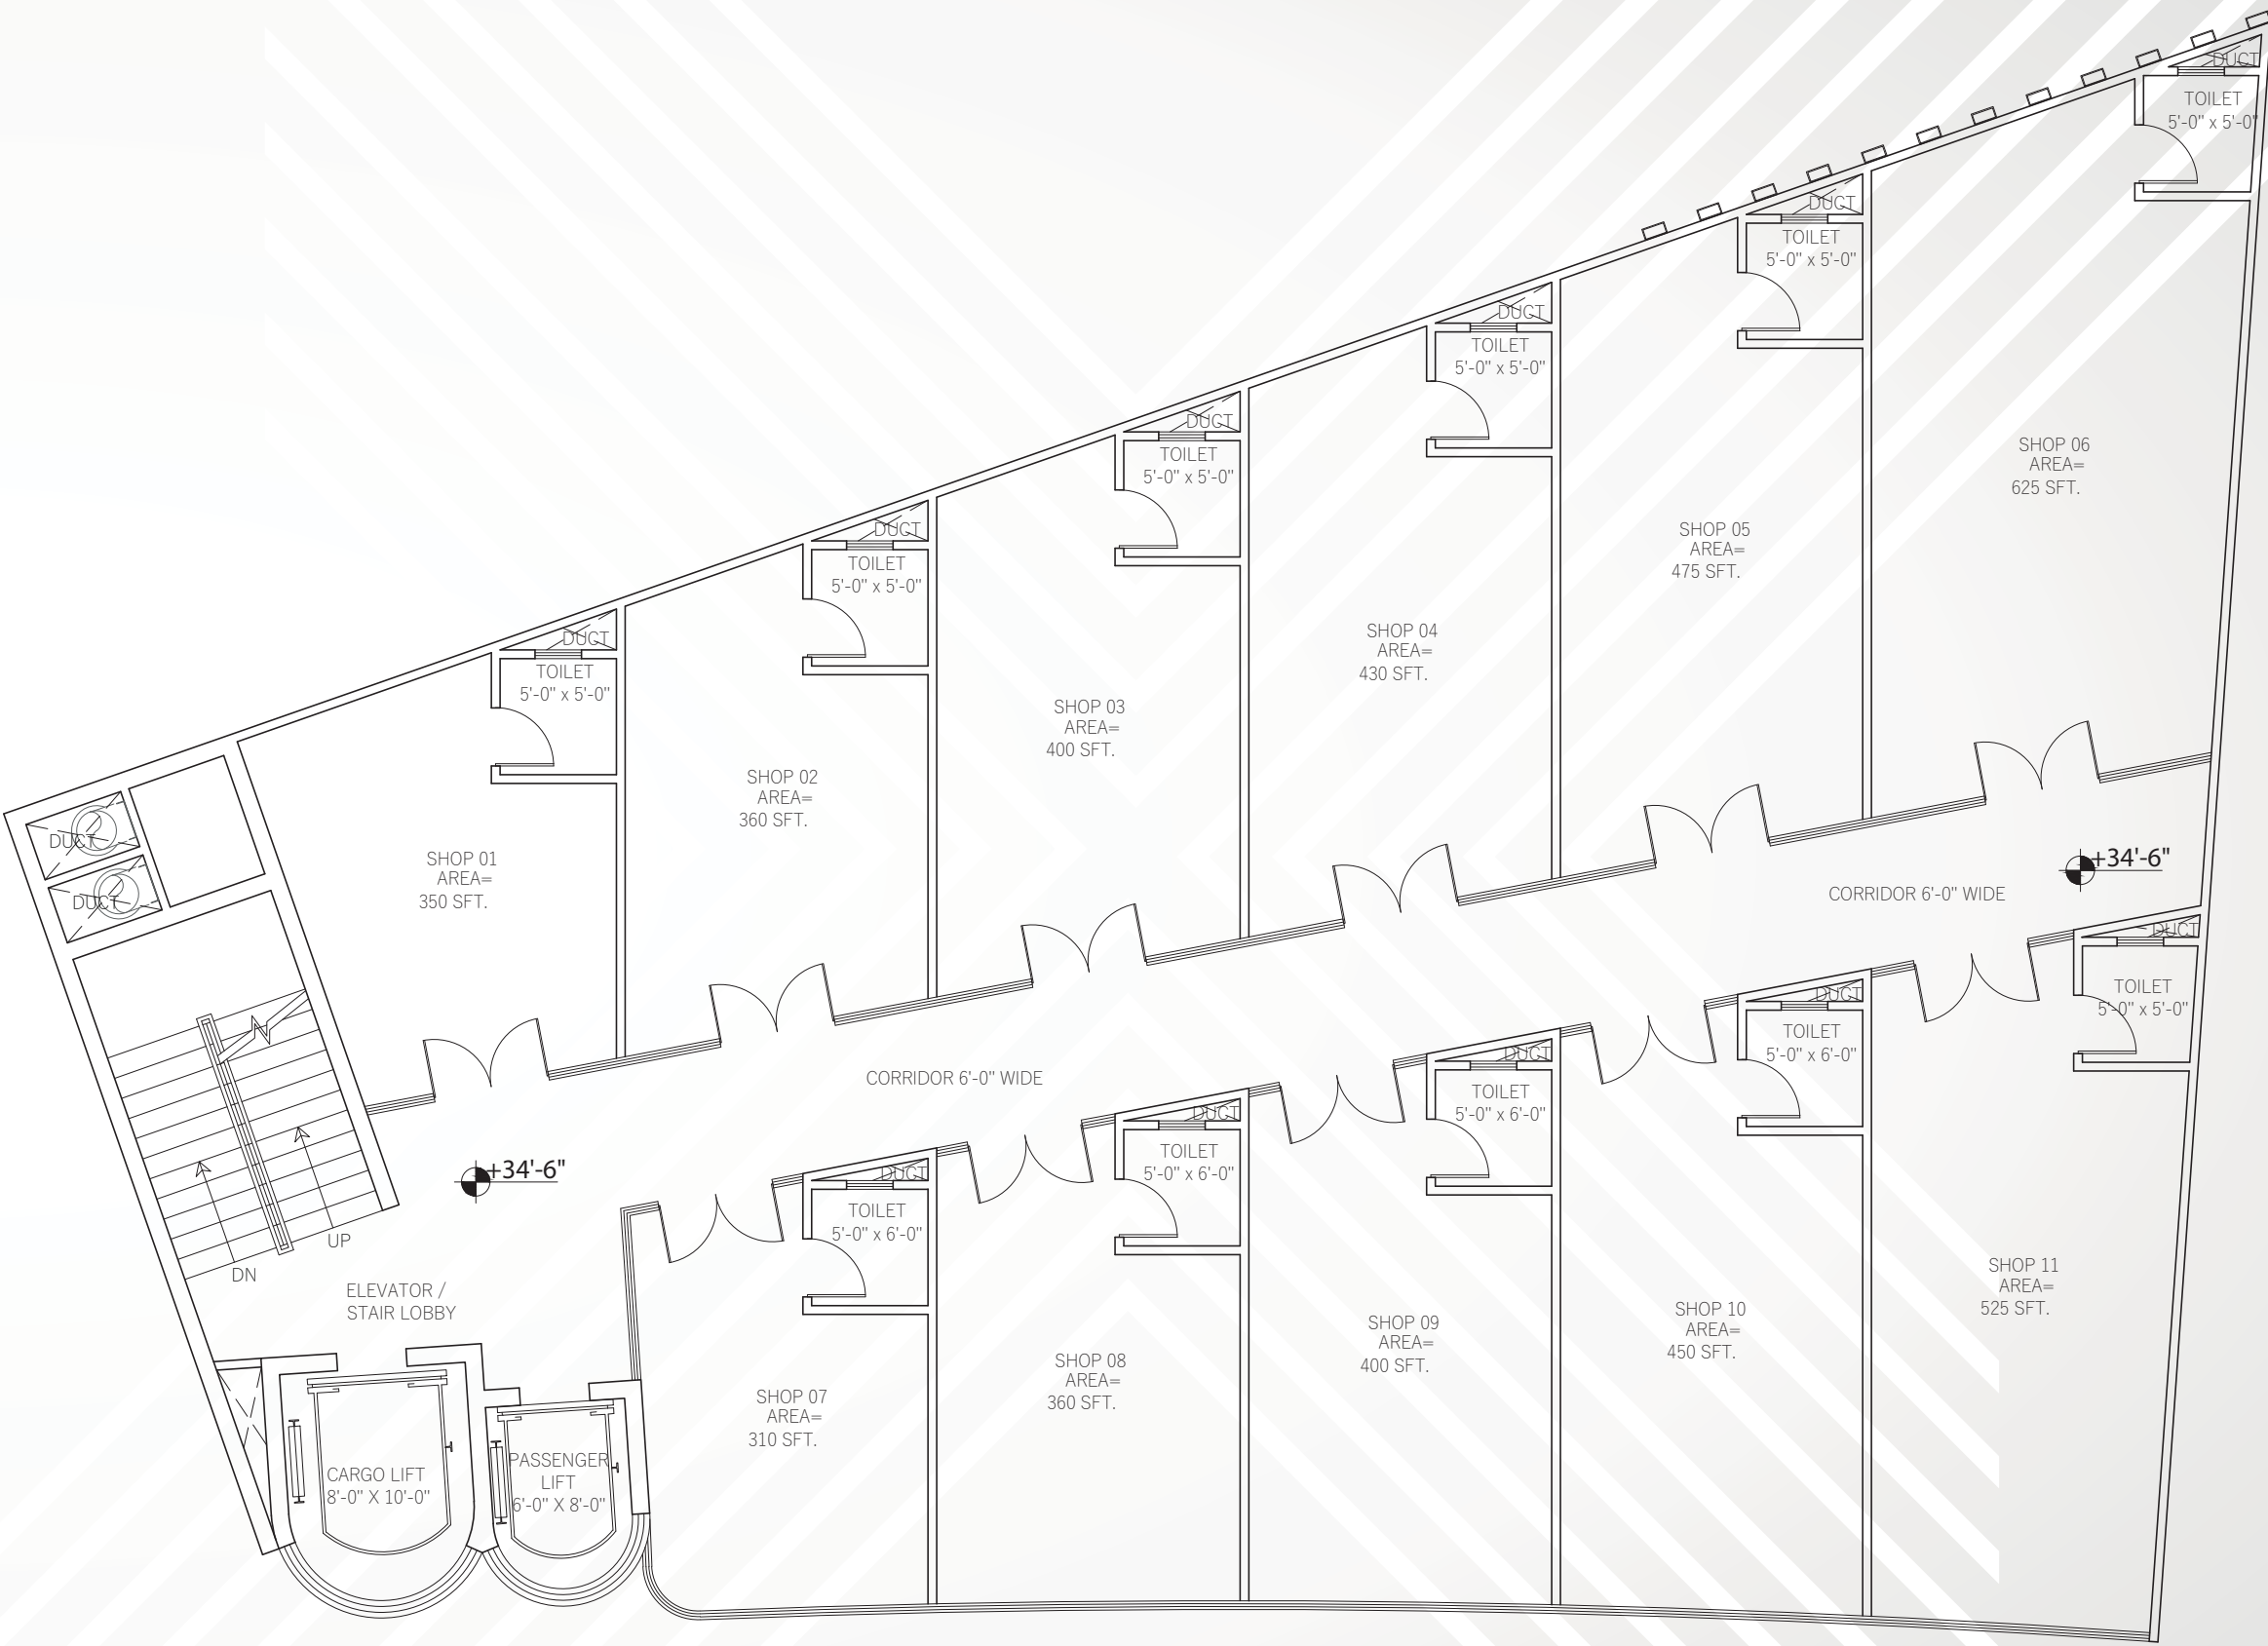 DUCT
TOILET
5'-0" x 5'-0"
DUCT
TOILET
5'-0" x 5'-0"
DUCT
TOILET
5'-0" x 5'-0"
DUCT
TOILET
5'-0" x 5'-0"
DUCT
TOILET
5'-0" x 5'-0"
DUCT
TOILET
5'-0" x 5'-0"
SHOP 06
AREA=
625 SFT.
SHOP 05
AREA=
475 SFT.
SHOP 04
AREA=
430 SFT.
SHOP 03
AREA=
400 SFT.
SHOP 02
AREA=
360 SFT.
SHOP 01
AREA=
350 SFT.
DUCT
DUCT
+34'-6"
CORRIDOR 6'-0" WIDE
DUCT
TOILET
5'-0" x 5'-0"
DUCT
TOILET
5'-0" x 6'-0"
DUCT
TOILET
5'-0" x 6'-0"
CORRIDOR 6'-0" WIDE
DUCT
TOILET
5'-0" x 6'-0"
DUCT
TOILET
5'-0" x 6'-0"
+34'-6"
UP
DN
ELEVATOR /
STAIR LOBBY
SHOP 11
AREA=
525 SFT.
SHOP 10
AREA=
450 SFT.
SHOP 09
AREA=
400 SFT.
SHOP 08
AREA=
360 SFT.
SHOP 07
AREA=
310 SFT.
CARGO LIFT
8'-0" X 10'-0"
PASSENGER
LIFT
6'-0" X 8'-0"